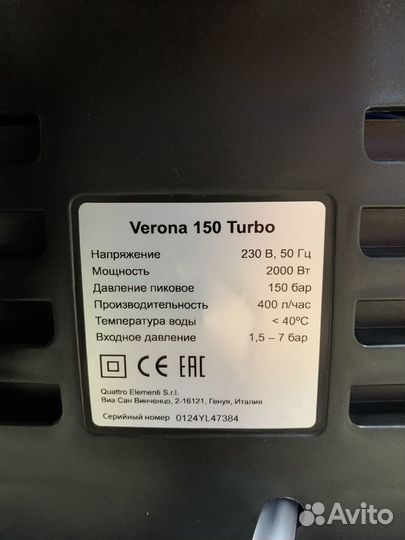 Verona 150 Turbo
Напряжение 230 В, 50 Гц
Мощность 2000 Вт
Давление пиковое 150 бар
Производительность 400 л/час
Температура воды < 40ºC
Входное давление 1,5 – 7 бар
CE EAC
Quattro Elementi S.r.l.
Виа Сан Винченцо, 2-16121, Генуя, Италия
Серийный номер 0124YL47384
Avito